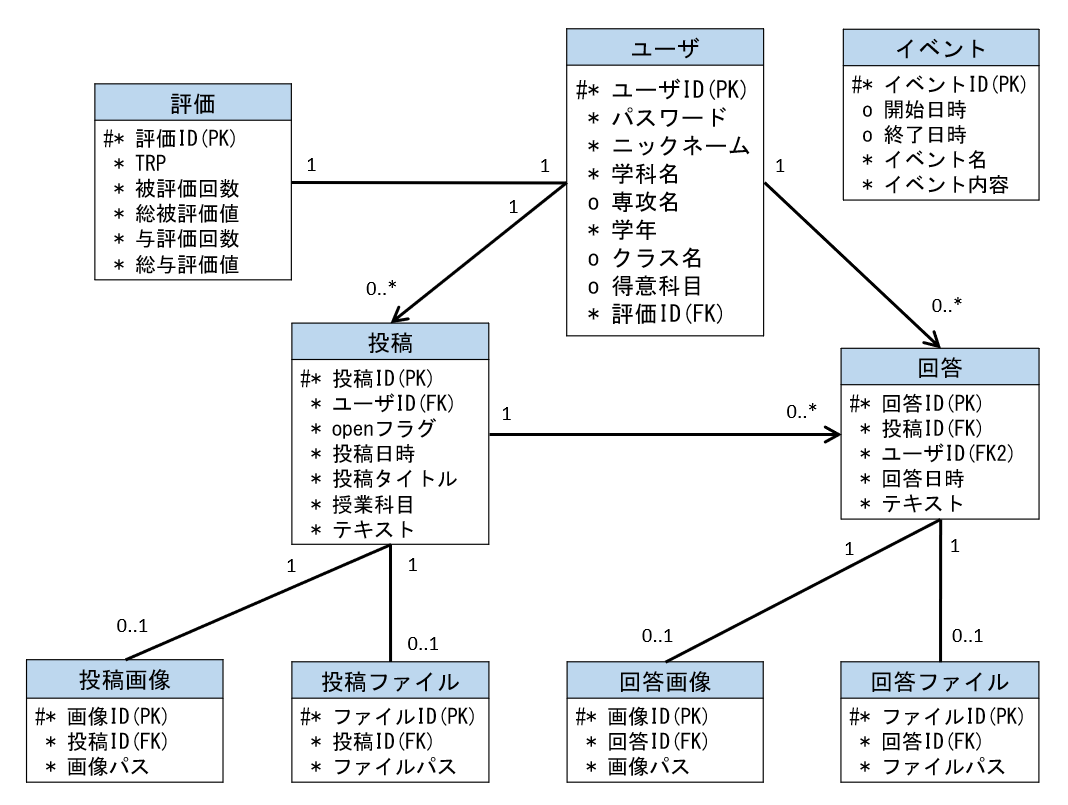 ユーザ
#* ユーザID(PK)
* パスワード
* ニックネーム
* 学科名
o 専攻名
* 学年
o クラス名
o 得意科目
* 評価ID(FK)
イベント
#* イベントID(PK)
o 開始日時
o 終了日時
* イベント名
* イベント内容
評価
#* 評価ID(PK)
* TRP
* 被評価回数
* 総被評価値
* 与評価回数
* 総与評価値
1
1
1
0..*
1
0..*
投稿
#* 投稿ID(PK)
* ユーザID(FK)
* openフラグ
* 投稿日時
* 投稿タイトル
* 授業科目
* テキスト
1
0..*
回答
#* 回答ID(PK)
* 投稿ID(FK)
* ユーザID(FK2)
* 回答日時
* テキスト
1
0..1
1
0..1
1
0..1
1
0..1
投稿画像
#* 画像ID(PK)
* 投稿ID(FK)
* 画像パス
投稿ファイル
#* ファイルID(PK)
* 投稿ID(FK)
* ファイルパス
回答画像
#* 画像ID(PK)
* 回答ID(FK)
* 画像パス
回答ファイル
#* ファイルID(PK)
* 回答ID(FK)
* ファイルパス